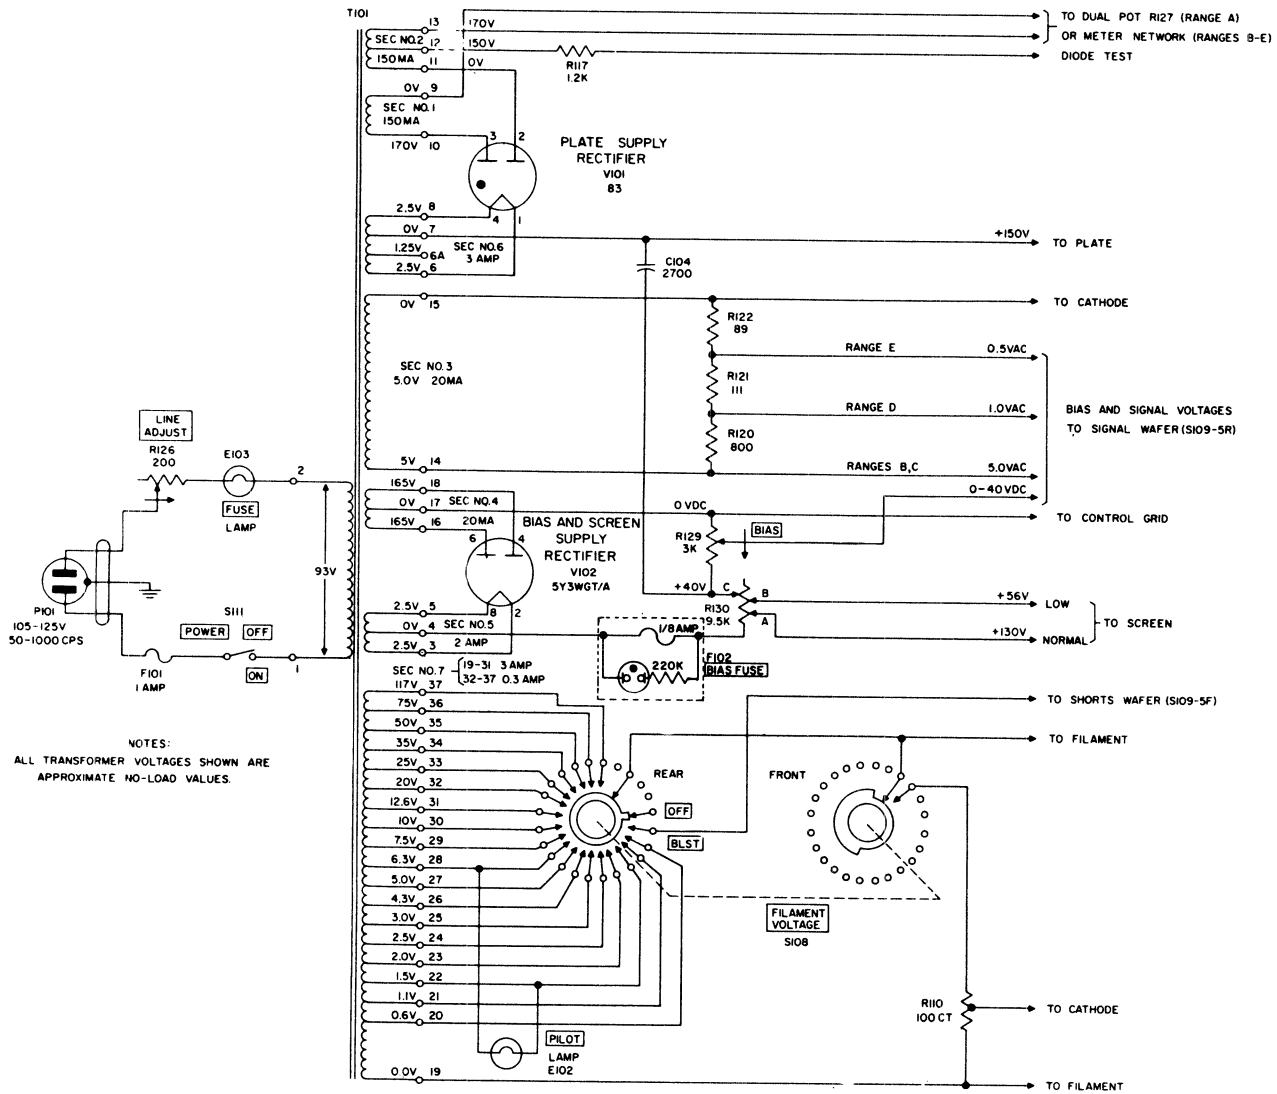 T101
13 170V
SEC NO.2 12 150V
150MA 11 0V
R117
1.2K
TO DUAL POT R127 (RANGE A)
OR METER NETWORK (RANGES B-E)
DIODE TEST
0V 9
SEC NO.1
150MA
170V 10
3 2
PLATE SUPPLY
RECTIFIER
V101
83
4 1
2.5V 8
0V 7
1.25V 6A
2.5V 6
SEC NO.6
3 AMP
+150V TO PLATE
C104
2700
0V 15
TO CATHODE
R122
89
RANGE E 0.5VAC
SEC NO.3
5.0V 20MA
R121
111
RANGE D 1.0VAC
BIAS AND SIGNAL VOLTAGES
TO SIGNAL WAFER (S109-5R)
R120
800
5V 14
RANGES B,C 5.0VAC
0-40VDC
LINE
ADJUST
R126
200
E103
FUSE
LAMP
2
93V
165V 18
0V 17 SEC NO.4
165V 16 20MA
0VDC
TO CONTROL GRID
6 4
BIAS AND SCREEN
SUPPLY
RECTIFIER
V102
5Y3WGT/A
8 2
R129
3K
BIAS
+40V C B
R130
9.5K
A
+56V LOW
+130V NORMAL
TO SCREEN
P101
105-125V
50-1000 CPS
S111
POWER OFF
ON
F101
1 AMP
1
2.5V 5
0V 4 SEC NO.5
2.5V 3 2 AMP
1/8AMP
220K
F102
BIAS FUSE
SEC NO.7 19-31 3 AMP
32-37 0.3 AMP
117V 37
75V 36
50V 35
35V 34
25V 33
20V 32
12.6V 31
10V 30
7.5V 29
6.3V 28
5.0V 27
4.3V 26
3.0V 25
2.5V 24
2.0V 23
1.5V 22
1.1V 21
0.6V 20
0.0V 19
TO SHORTS WAFER (S109-5F)
TO FILAMENT
REAR
OFF
BLST
FRONT
FILAMENT
VOLTAGE
S108
PILOT
LAMP
E102
R110
100 CT
TO CATHODE
TO FILAMENT
NOTES:
ALL TRANSFORMER VOLTAGES SHOWN ARE
APPROXIMATE NO-LOAD VALUES.